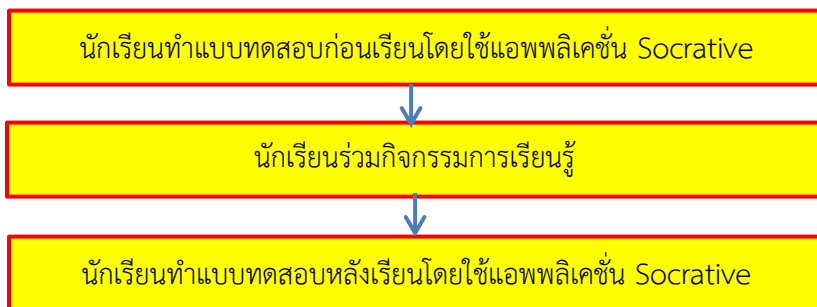 นักเรียนทำแบบทดสอบก่อนเรียนโดยใช้แอพพลิเคชั่น Socrative
นักเรียนร่วมกิจกรรมการเรียนรู้
นักเรียนทำแบบทดสอบหลังเรียนโดยใช้แอพพลิเคชั่น Socrative